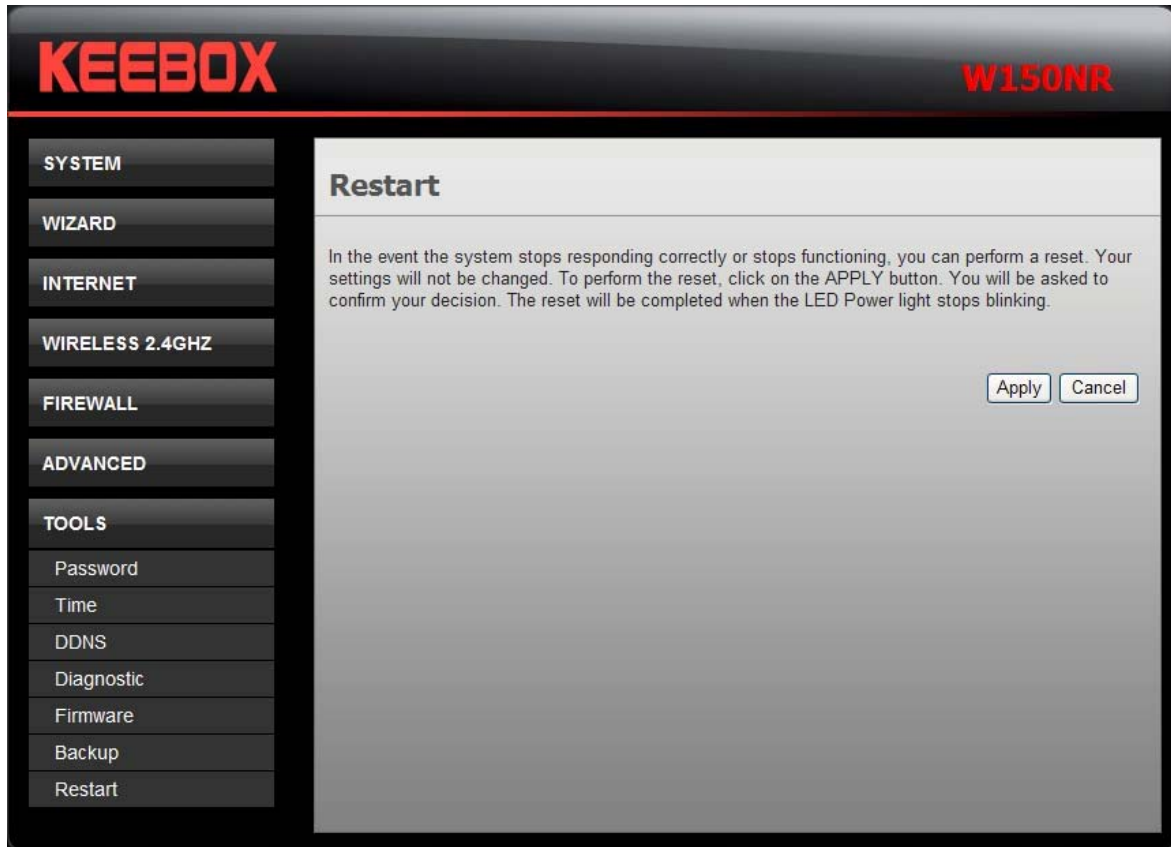 KEEBOX
W150NR
SYSTEM
WIZARD
INTERNET
WIRELESS 2.4GHZ
FIREWALL
ADVANCED
TOOLS
Password
Time
DDNS
Diagnostic
Firmware
Backup
Restart
Restart
In the event the system stops responding correctly or stops functioning, you can perform a reset. Your
settings will not be changed. To perform the reset, click on the APPLY button. You will be asked to
confirm your decision. The reset will be completed when the LED Power light stops blinking.
Apply Cancel